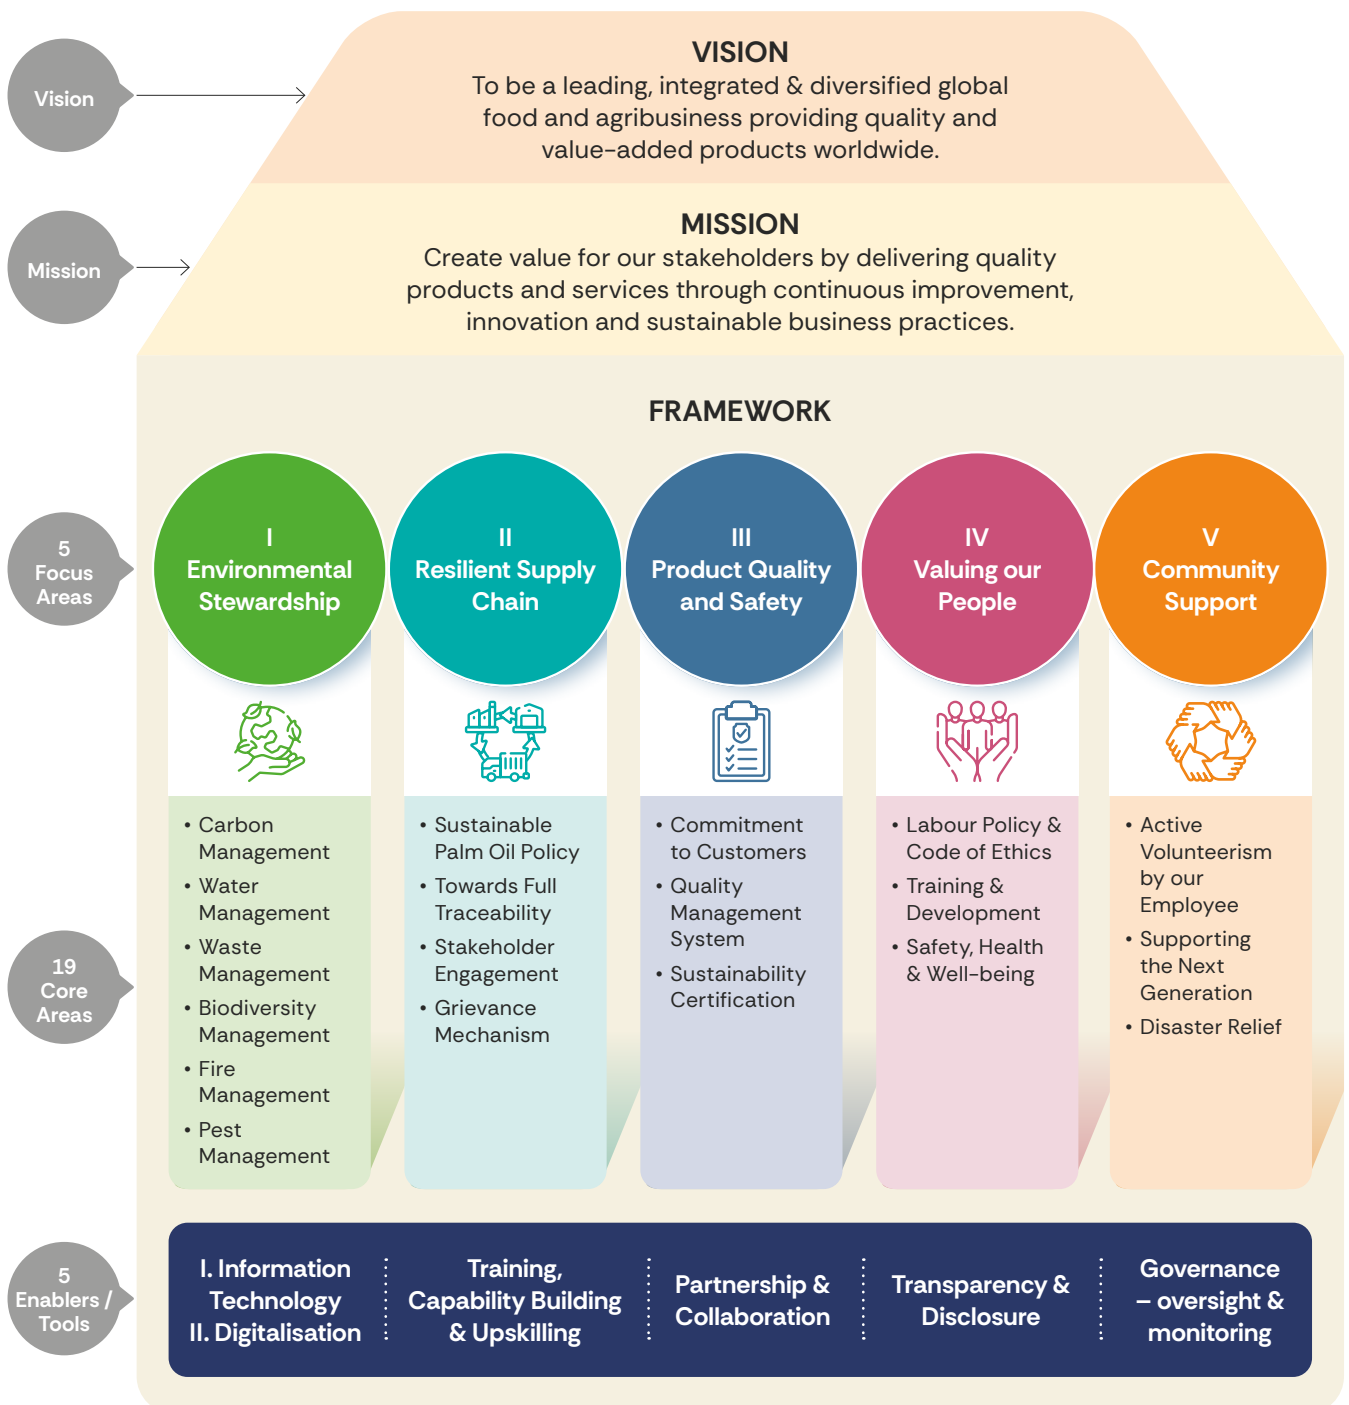 Vision
VISION
To be a leading, integrated & diversified global
food and agribusiness providing quality and
value-added products worldwide.
Mission
MISSION
Create value for our stakeholders by delivering quality
products and services through continuous improvement,
innovation and sustainable business practices.
FRAMEWORK
5
Focus
Areas
I
Environmental
Stewardship
II
Resilient Supply
Chain
III
Product Quality
and Safety
IV
Valuing our
People
V
Community
Support
19
Core
Areas
• Carbon
Management
• Water
Management
• Waste
Management
• Biodiversity
Management
• Fire
Management
• Pest
Management
• Sustainable
Palm Oil Policy
• Towards Full
Traceability
• Stakeholder
Engagement
• Grievance
Mechanism
• Commitment
to Customers
• Quality
Management
System
• Sustainability
Certification
• Labour Policy &
Code of Ethics
• Training &
Development
• Safety, Health
& Well-being
• Active
Volunteerism
by our
Employee
• Supporting
the Next
Generation
• Disaster Relief
5
Enablers /
Tools
I. Information
Technology
II. Digitalisation
Training,
Capability Building
& Upskilling
Partnership &
Collaboration
Transparency &
Disclosure
Governance
– oversight &
monitoring